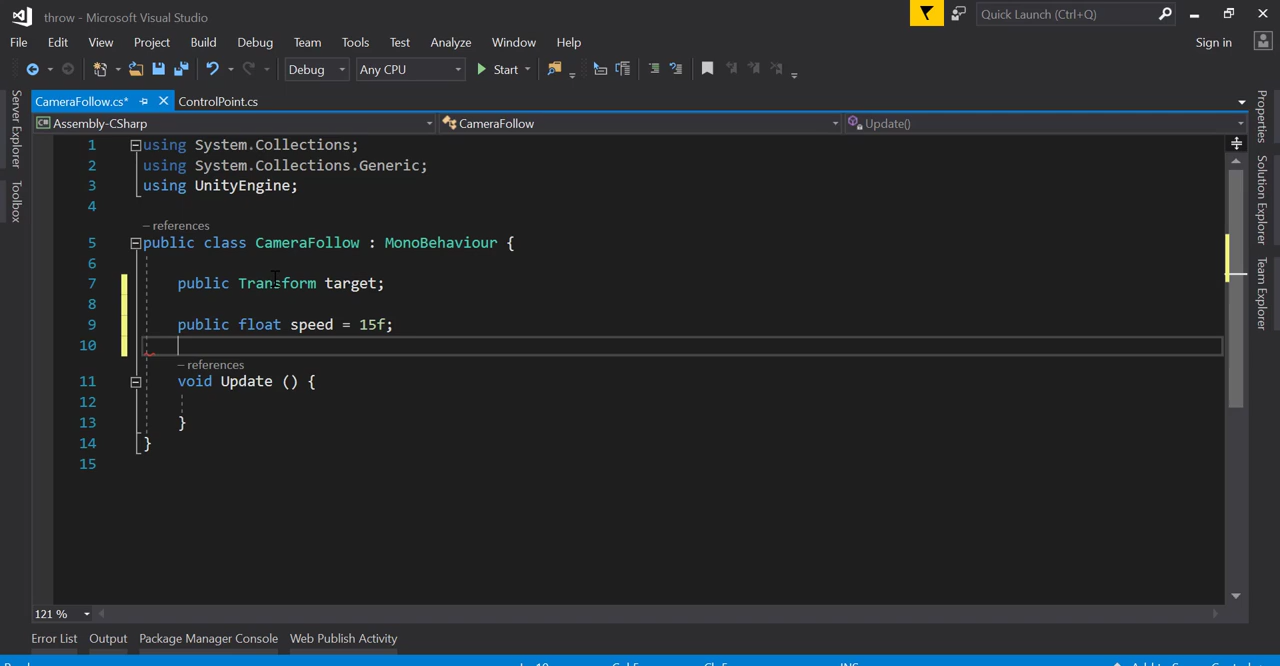 throw - Microsoft Visual Studio
Quick Launch (Ctrl+Q)
File Edit View Project Build Debug Team Tools Test Analyze Window Help
Sign in
Debug Any CPU Start
CameraFollow.cs* ControlPoint.cs
Assembly-CSharp CameraFollow Update()
Server Explorer
Toolbox
Properties
Solution Explorer
Team Explorer
1 using System.Collections;
2 using System.Collections.Generic;
3 using UnityEngine;
4
– references
5 public class CameraFollow : MonoBehaviour {
6
7 public Transform target;
8
9 public float speed = 15f;
10
– references
11 void Update () {
12
13 }
14 }
15
121 %
Error List Output Package Manager Console Web Publish Activity